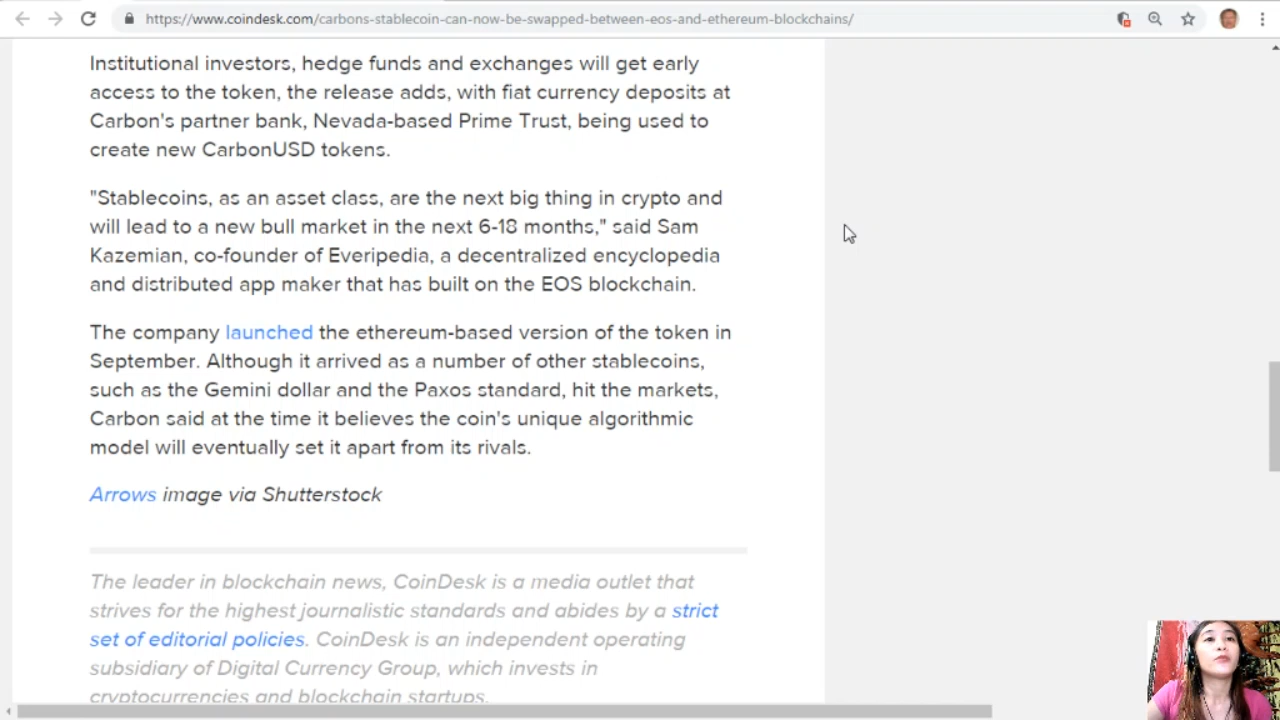 https://www.coindesk.com/carbons-stablecoin-can-now-be-swapped-between-eos-and-ethereum-blockchains/
Institutional investors, hedge funds and exchanges will get early
access to the token, the release adds, with fiat currency deposits at
Carbon's partner bank, Nevada-based Prime Trust, being used to
create new CarbonUSD tokens.
"Stablecoins, as an asset class, are the next big thing in crypto and
will lead to a new bull market in the next 6-18 months," said Sam
Kazemian, co-founder of Everipedia, a decentralized encyclopedia
and distributed app maker that has built on the EOS blockchain.
The company launched the ethereum-based version of the token in
September. Although it arrived as a number of other stablecoins,
such as the Gemini dollar and the Paxos standard, hit the markets,
Carbon said at the time it believes the coin's unique algorithmic
model will eventually set it apart from its rivals.
Arrows image via Shutterstock
The leader in blockchain news, CoinDesk is a media outlet that
strives for the highest journalistic standards and abides by a strict
set of editorial policies. CoinDesk is an independent operating
subsidiary of Digital Currency Group, which invests in
cryptocurrencies and blockchain startups.